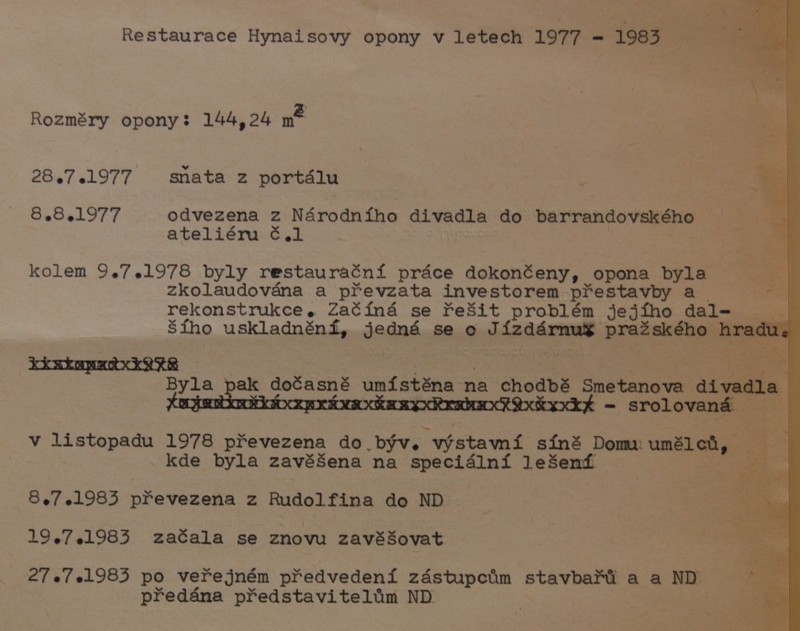 Restaurace Hynaisovy opony v letech 1977 - 1983
Rozměry opony: 144,24 m2
28.7.1977 sňata z portálu
8.8.1977 odvezena z Národního divadla do barrandovského
ateliéru č.1
kolem 9.7.1978 byly restaurační práce dokončeny, opona byla
zkolaudována a převzata investorem přestavby a
rekonstrukce. Začíná se řešit problém jejího dal-
šího uskladnění, jedná se o Jízdárnu pražského hradu.
Byla pak dočasně umístěna na chodbě Smetanova divadla
- srolovaná
v listopadu 1978 převezena do býv. výstavní síně Domu umělců,
kde byla zavěšena na speciální lešení
8.7.1983 převezena z Rudolfina do ND
19.7.1983 začala se znovu zavěšovat
27.7.1983 po veřejném předvedení zástupcům stavbařů a a ND
předána představitelům ND